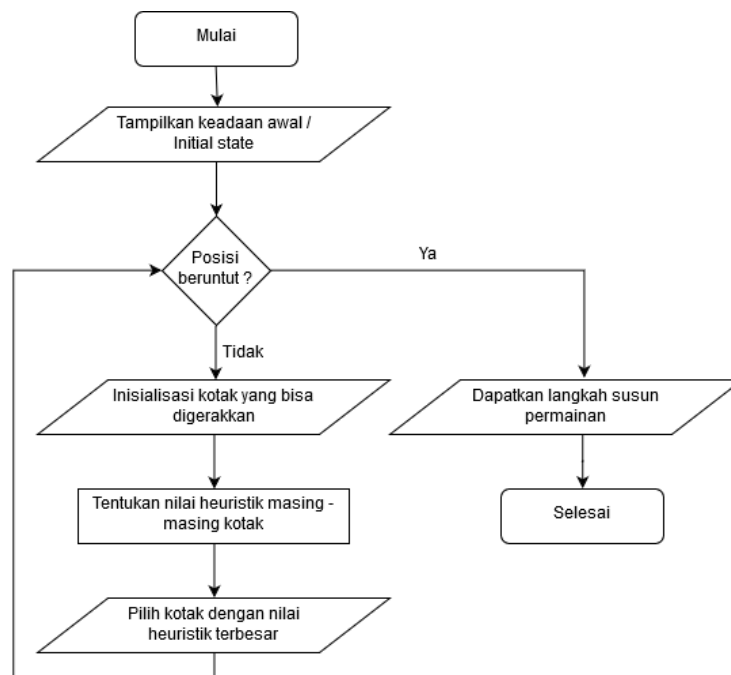 Mulai
Tampilkan keadaan awal /
Initial state
Posisi
beruntut ?
Ya
Tidak
Inisialisasi kotak yang bisa
digerakkan
Dapatkan langkah susun
permainan
Tentukan nilai heuristik masing -
masing kotak
Selesai
Pilih kotak dengan nilai
heuristik terbesar